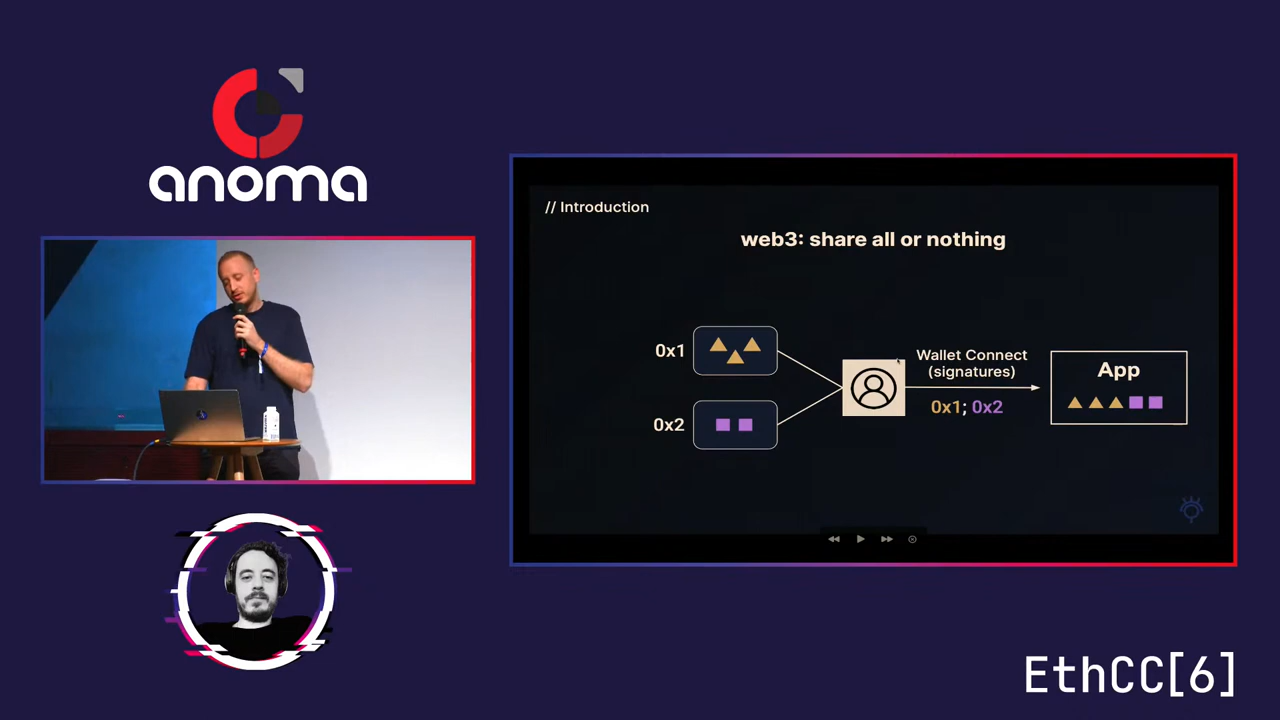 anoma
// Introduction
web3: share all or nothing
0x1
0x2
Wallet Connect
(signatures)
0x1; 0x2
App
EthCC[6]